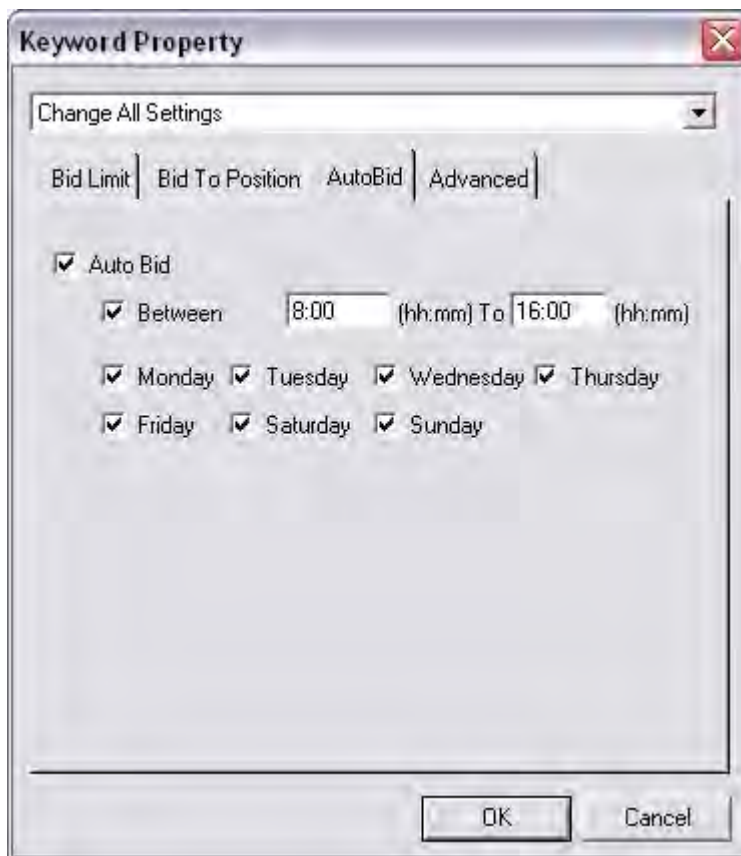 Keyword Property
Change All Settings
Bid Limit Bid To Position AutoBid Advanced
Auto Bid
Between 8:00 (hh:mm) To 16:00 (hh:mm)
Monday Tuesday Wednesday Thursday
Friday Saturday Sunday
OK Cancel